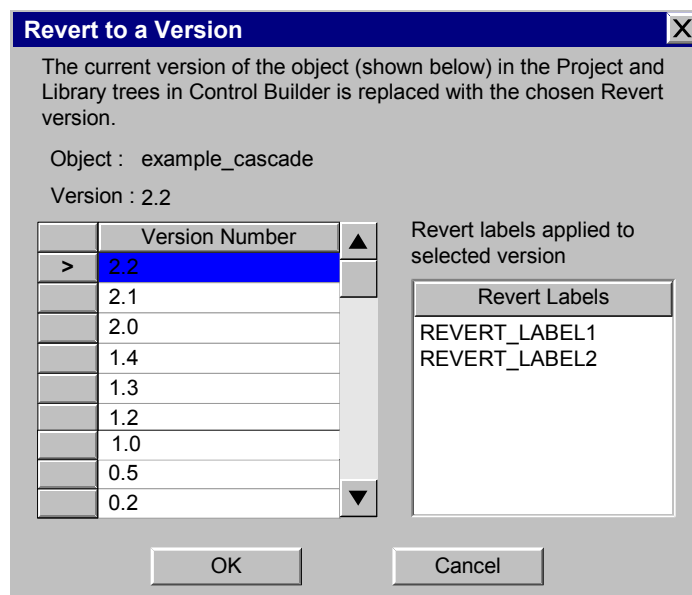 Revert to a Version
X
The current version of the object (shown below) in the Project and
Library trees in Control Builder is replaced with the chosen Revert
version.
Object : example_cascade
Version : 2.2
Version Number
> 2.2
2.1
2.0
1.4
1.3
1.2
1.0
0.5
0.2
Revert labels applied to
selected version
Revert Labels
REVERT_LABEL1
REVERT_LABEL2
OK
Cancel